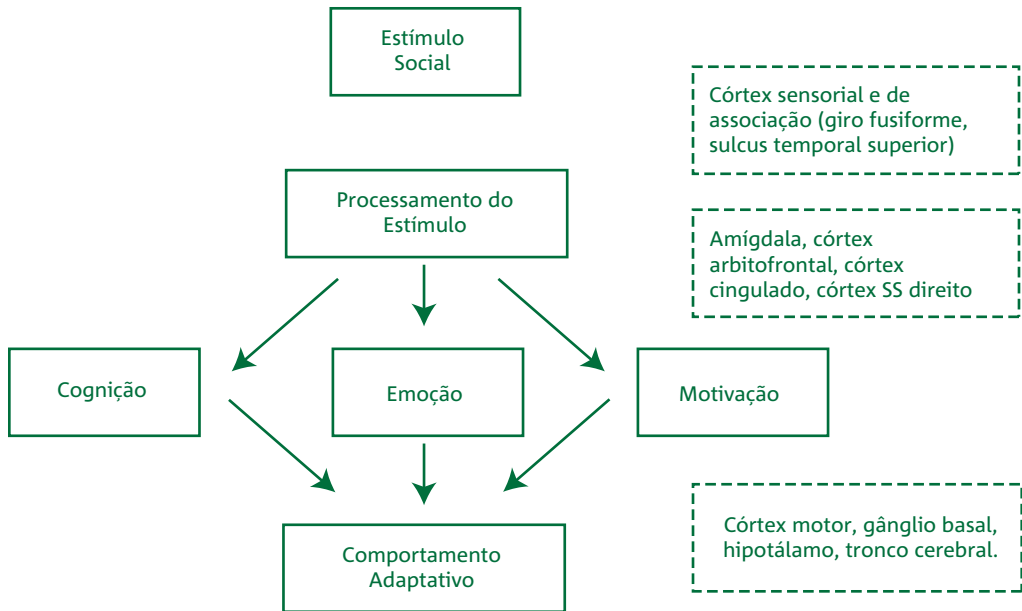 Estímulo
Social
Córtex sensorial e de
associação (giro fusiforme,
sulcus temporal superior)
Processamento do
Estímulo
Amígdala, córtex
arbitofrontal, córtex
cingulado, córtex SS direito
Cognição
Emoção
Motivação
Córtex motor, gânglio basal,
hipotálamo, tronco cerebral.
Comportamento
Adaptativo